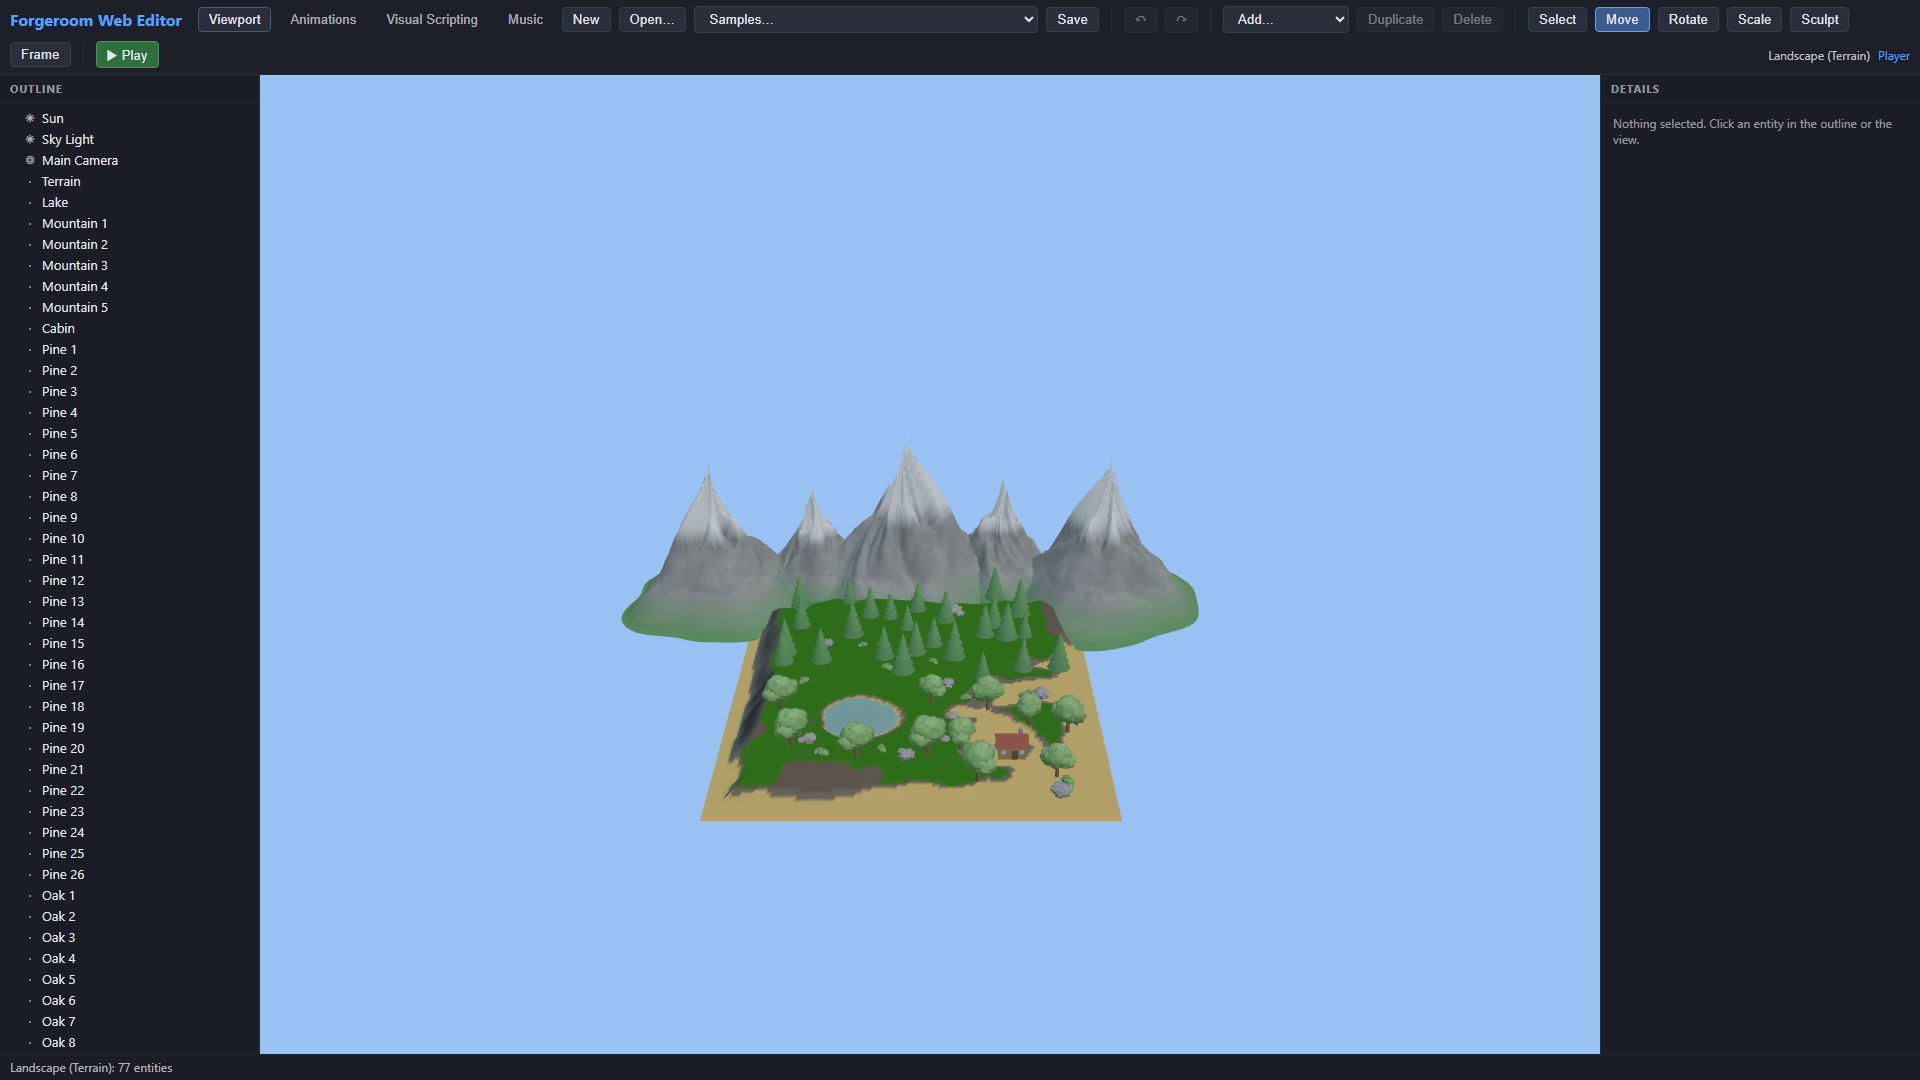 Forgeroom Web Editor Viewport Animations Visual Scripting Music New Open... Samples... Save Add... Duplicate Delete Select Move Rotate Scale Sculpt
Frame Play Landscape (Terrain) Player
OUTLINE
Sun
Sky Light
Main Camera
Terrain
Lake
Mountain 1
Mountain 2
Mountain 3
Mountain 4
Mountain 5
Cabin
Pine 1
Pine 2
Pine 3
Pine 4
Pine 5
Pine 6
Pine 7
Pine 8
Pine 9
Pine 10
Pine 11
Pine 12
Pine 13
Pine 14
Pine 15
Pine 16
Pine 17
Pine 18
Pine 19
Pine 20
Pine 21
Pine 22
Pine 23
Pine 24
Pine 25
Pine 26
Oak 1
Oak 2
Oak 3
Oak 4
Oak 5
Oak 6
Oak 7
Oak 8
DETAILS
Nothing selected. Click an entity in the outline or the
view.
Landscape (Terrain): 77 entities